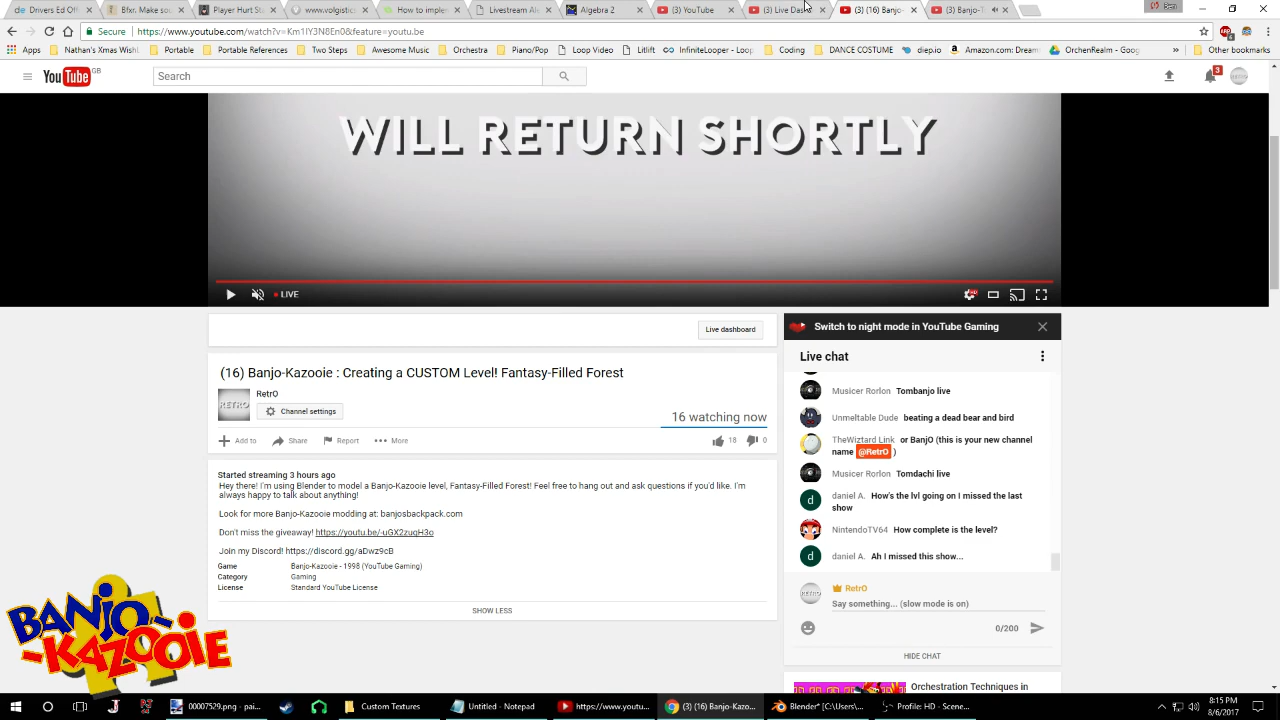 Drivers Ed Off
Bfxr. Make so
Player Hurt Sta
www.volgistics
How to implem
Livestream Ale
Algebra 2
(3) YouTube
(3) Live Das
(3) (16) Banjo-
(3) Banjo-T
Secure
https://www.youtube.com/watch?v=Km1IY3N8En0&feature=youtu.be
Apps
Nathan's Xmas Wishl
Portable
Portable References
Two Steps
Awesome Music
Orchestra
Piano/Pop
Loop Video
Litlift
InfiniteLooper - Loop
Coding
DANCE COSTUME
diep.io
Amazon.com: Dream
OrchenRealm - Goog
Other bookmarks
YouTube GB
Search
3
WILL RETURN SHORTLY
LIVE
Live dashboard
(16) Banjo-Kazooie : Creating a CUSTOM Level! Fantasy-Filled Forest
RETRO
RetrO
Channel settings
16 watching now
Add to
Share
Report
More
18
0
Started streaming 3 hours ago
Hey there! I'm using Blender to model a Banjo-Kazooie level, Fantasy-Filled Forest! Feel free to hang out and ask questions if you'd like. I'm
always happy to talk about anything!
Look for more Banjo-Kazooie modding at: banjosbackpack.com
Don't miss the giveaway! https://youtu.be/-uGX2zuqH3o
Join my Discord! https://discord.gg/aDwz9cB
Game Banjo-Kazooie - 1998 (YouTube Gaming)
Category Gaming
License Standard YouTube License
SHOW LESS
Switch to night mode in YouTube Gaming
Live chat
Musicer Rorlon Tombanjo live
Unmeltable Dude beating a dead bear and bird
TheWiztard Link or BanjO (this is your new channel
name @RetrO )
Musicer Rorlon Tomdachi live
daniel A. How's the lvl going on I missed the last
show
NintendoTV64 How complete is the level?
daniel A. Ah I missed this show...
RetrO
Say something... (slow mode is on)
0/200
HIDE CHAT
Orchestration Techniques in
BANJO-
-KAZOOIE
00007529.png - pai...
Custom Textures
Untitled - Notepad
https://www.youtu...
(3) (16) Banjo-Kazo...
Blender* [C:\Users\...
Profile: HD - Scene...
8:15 PM
8/6/2017